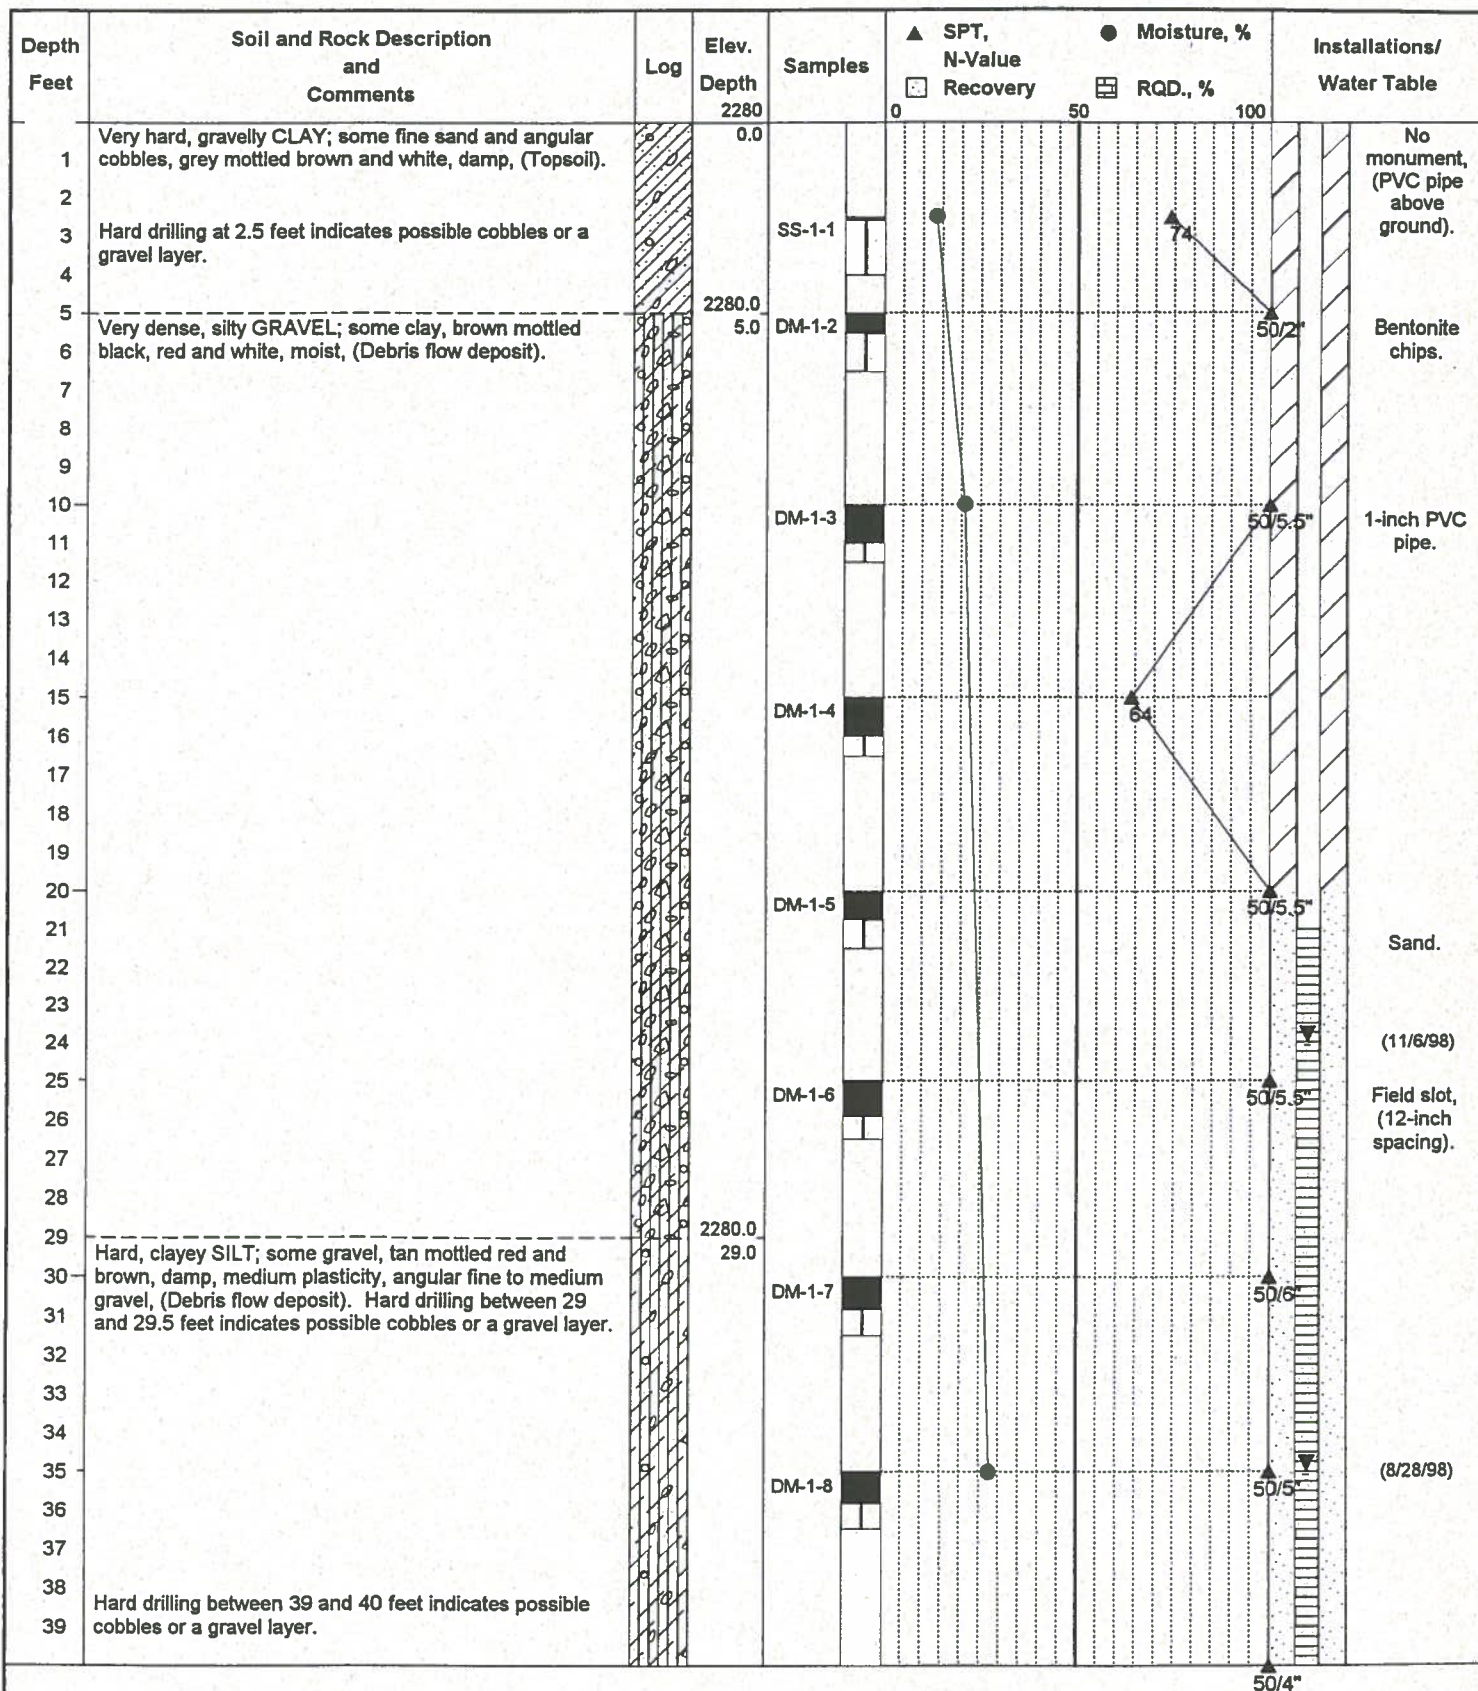 Depth
Feet
Soil and Rock Description
and
Comments
Log
Elev.
Depth
2280
Samples
▲ SPT,
N-Value
● Moisture, %
Recovery
RQD., %
0 50 100
Installations/
Water Table
0.0
Very hard, gravelly CLAY; some fine sand and angular
cobbles, grey mottled brown and white, damp, (Topsoil).
No
monument,
(PVC pipe
above
ground).
1
2
Hard drilling at 2.5 feet indicates possible cobbles or a
gravel layer.
SS-1-1
74
3
4
2280.0
5
5.0
Very dense, silty GRAVEL; some clay, brown mottled
black, red and white, moist, (Debris flow deposit).
DM-1-2
50/2"
Bentonite
chips.
6
7
8
9
10
DM-1-3
50/5.5"
1-inch PVC
pipe.
11
12
13
14
15
DM-1-4
64
16
17
18
19
20
DM-1-5
50/5.5"
21
Sand.
22
23
24
(11/6/98)
25
DM-1-6
50/5.5"
Field slot,
(12-inch
spacing).
26
27
28
2280.0
29
29.0
Hard, clayey SILT; some gravel, tan mottled red and
brown, damp, medium plasticity, angular fine to medium
gravel, (Debris flow deposit). Hard drilling between 29
and 29.5 feet indicates possible cobbles or a gravel layer.
30
DM-1-7
50/6"
31
32
33
34
35
(8/28/98)
DM-1-8
50/5"
36
37
38
Hard drilling between 39 and 40 feet indicates possible
cobbles or a gravel layer.
39
50/4"